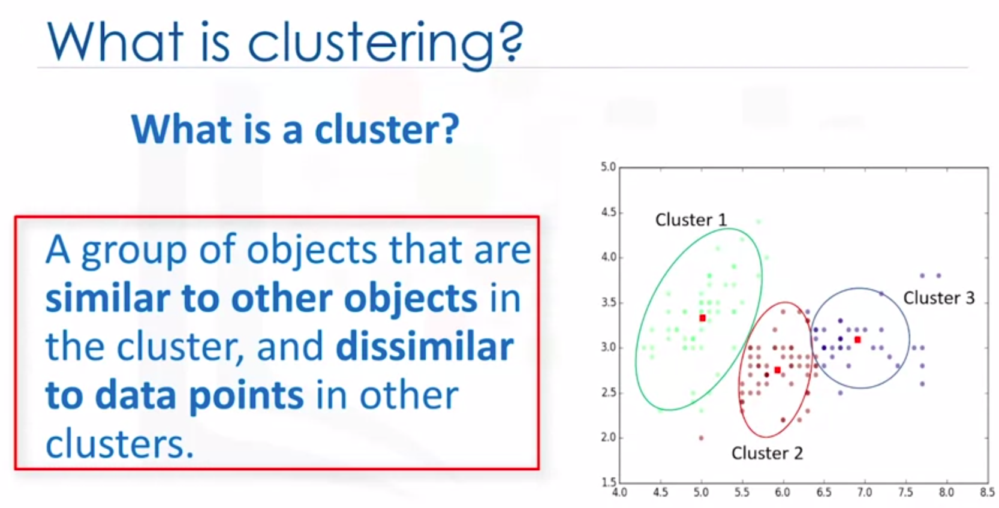 What is clustering?
What is a cluster?
A group of objects that are
similar to other objects in
the cluster, and dissimilar
to data points in other
clusters.
5.0
4.5
4.0
3.5
3.0
2.5
2.0
1.5
Cluster 1
Cluster 3
Cluster 2
4.0 4.5 5.0 5.5 6.0 6.5 7.0 7.5 8.0 8.5